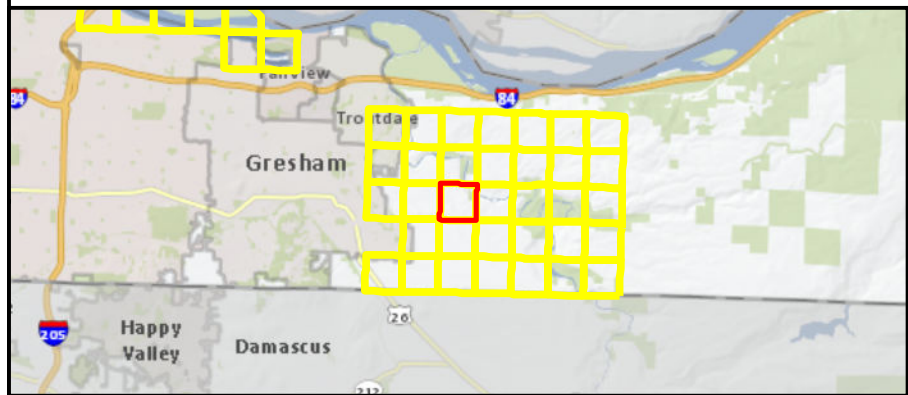 Fairview
84
84
Troutdale
Gresham
26
205
Happy
Valley
Damascus
212